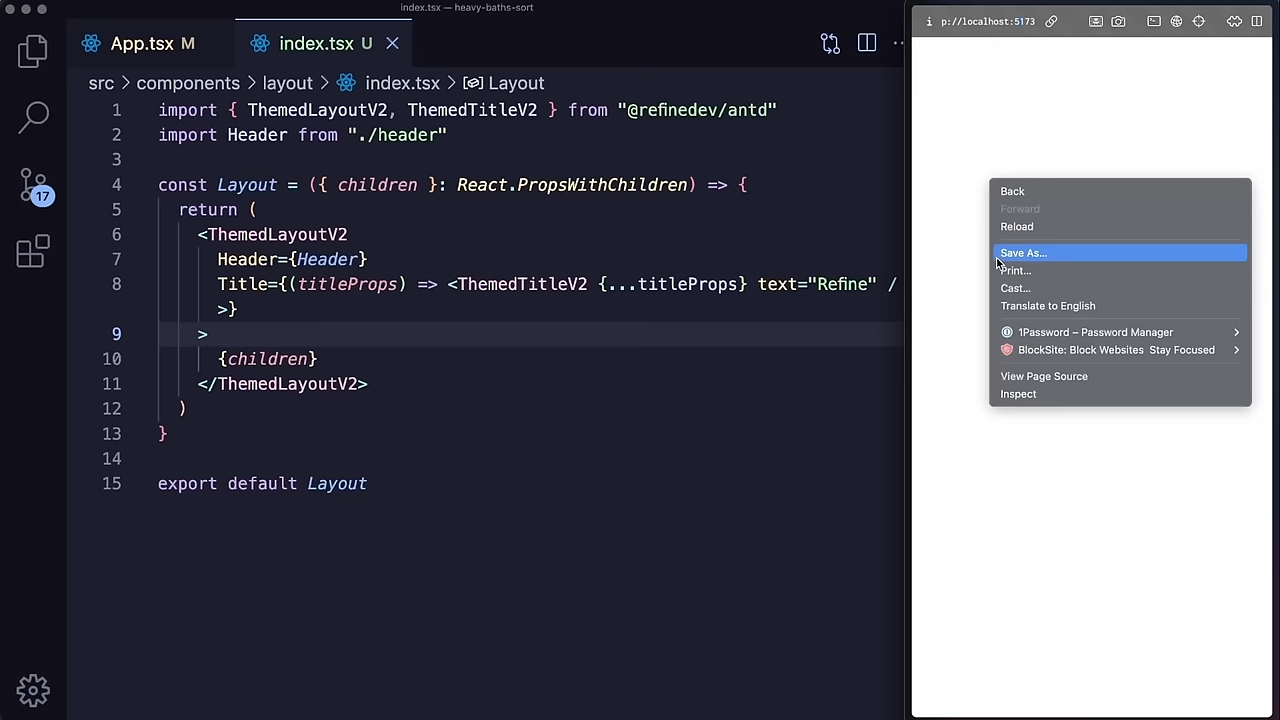 index.tsx — heavy-baths-sort
App.tsx M
index.tsx U
src > components > layout > index.tsx > Layout
1 import { ThemedLayoutV2, ThemedTitleV2 } from "@refinedev/antd"
2 import Header from "./header"
3
4 const Layout = ({ children }: React.PropsWithChildren) => {
5 return (
6 <ThemedLayoutV2
7 Header={Header}
8 Title={(titleProps) => <ThemedTitleV2 {...titleProps} text="Refine" /
>}
9 >
10 {children}
11 </ThemedLayoutV2>
12 )
13 }
14
15 export default Layout
17
p://localhost:5173
Back
Forward
Reload
Save As...
Print...
Cast...
Translate to English
1Password – Password Manager
BlockSite: Block Websites Stay Focused
View Page Source
Inspect